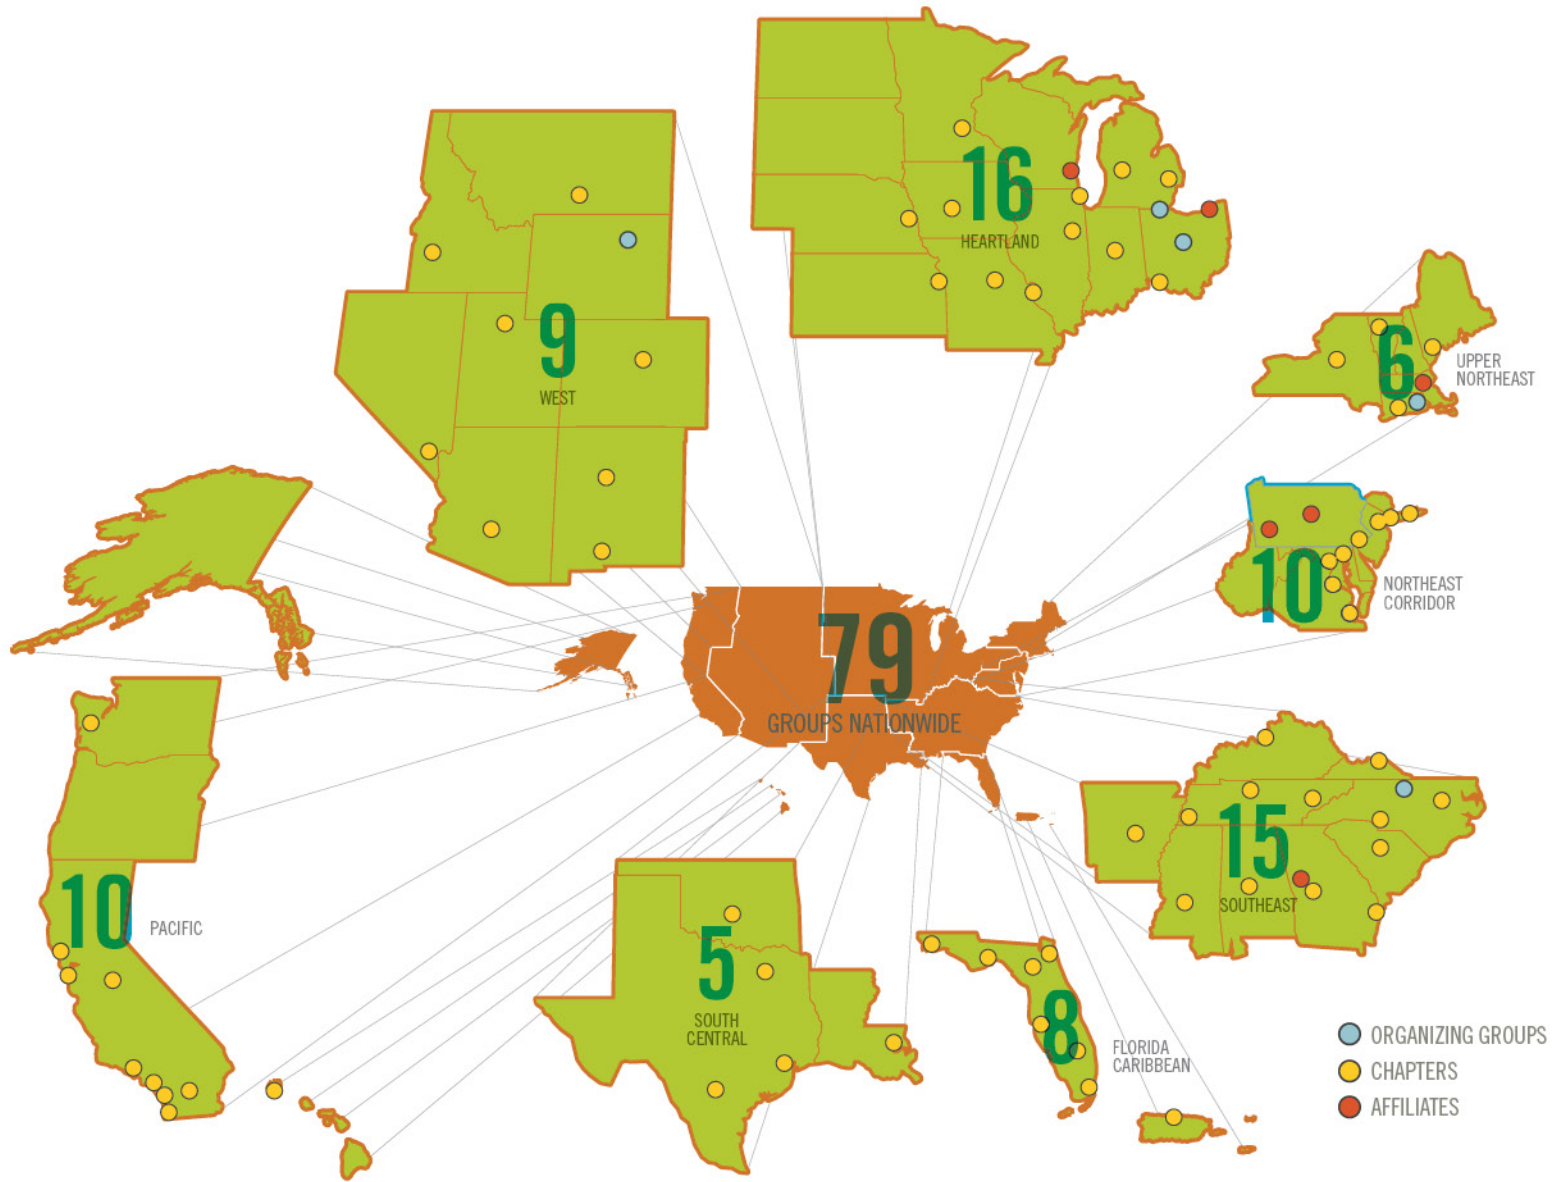 16
HEARTLAND
9
WEST
6
UPPER
NORTHEAST
10
NORTHEAST
CORRIDOR
79
GROUPS NATIONWIDE
15
SOUTHEAST
10
PACIFIC
5
SOUTH
CENTRAL
8
FLORIDA
CARIBBEAN
ORGANIZING GROUPS
CHAPTERS
AFFILIATES